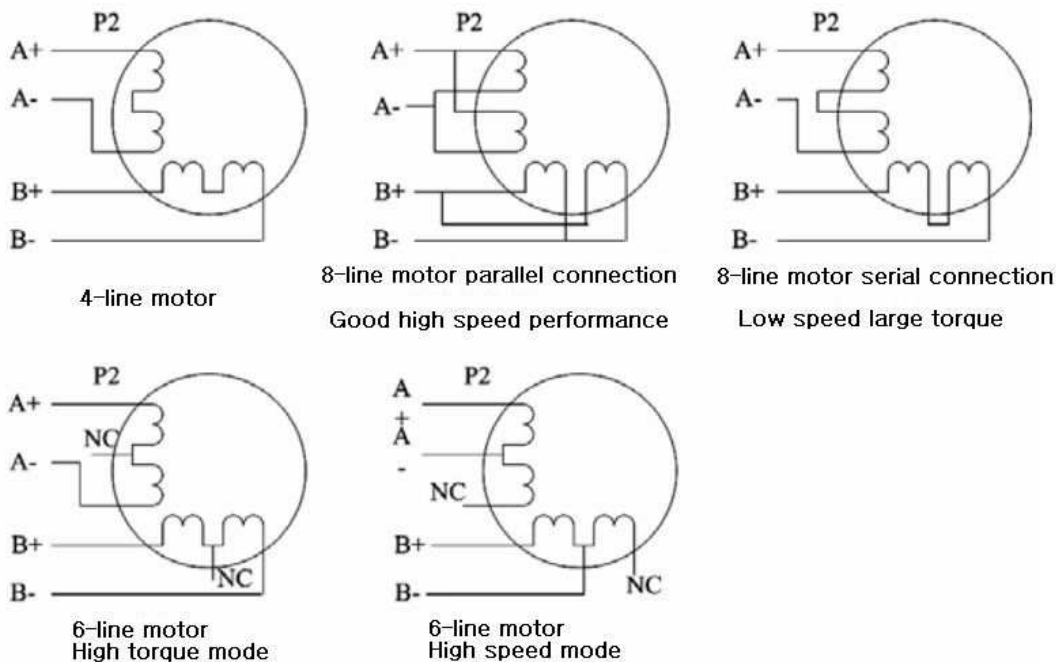 P2
A+
A-
B+
B-
4-line motor
P2
A+
A-
B+
B-
8-line motor parallel connection
Good high speed performance
P2
A+
A-
B+
B-
8-line motor serial connection
Low speed large torque
P2
A+
NC
A-
B+
NC
B-
6-line motor
High torque mode
P2
A
+
A
-
NC
B+
NC
B-
6-line motor
High speed mode